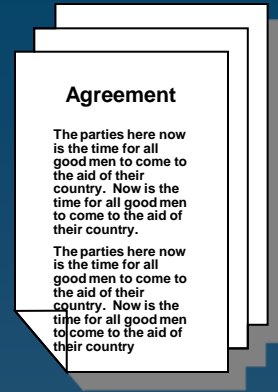 Agreement
The parties here now
is the time for all
good men to come to
the aid of their
country. Now is the
time for all good men
to come to the aid of
their country.
The parties here now
is the time for all
good men to come to
the aid of their
country. Now is the
time for all good men
to come to the aid of
their country